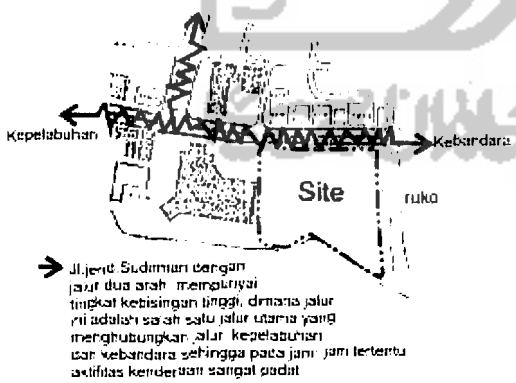 Kepelabuhan
Kebandara
Site
ruko
Jl.jend.Sudirman dengan
jalur dua arah mempunyai
tingkat kebisingan tinggi, dimana jalur
ini adalah salah satu jalur utama yang
menghubungkan jalur kepelabuhan
dan kebandara sehingga pada jam jam tertentu
aktifitas kenderaan sangat padat